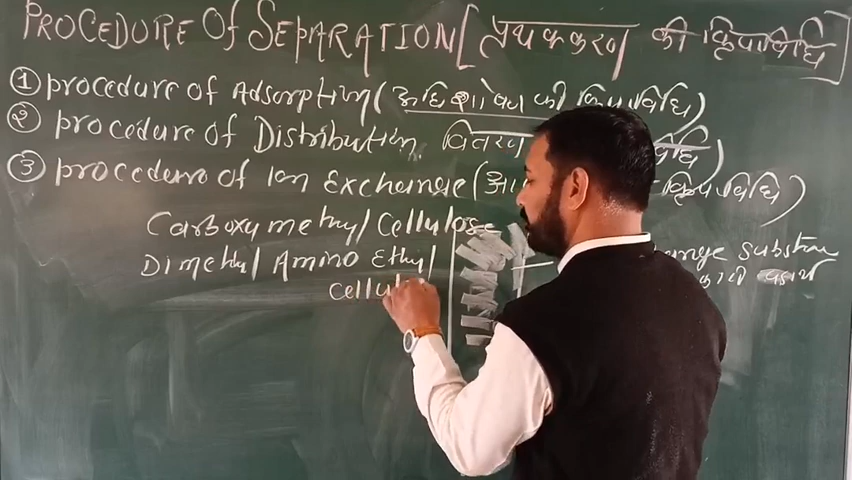 PROCEDURE OF SEPARATION [ पृथक्करण की क्रियाविधि ]
① procedure of Adsorption ( अधिशोषण की क्रियाविधि )
② procedure of Distribution. वितरण विधि )
③ procedure of Ion Exchange ( क्रियाविधि )
Carboxy methyl Cellulose
Dimethyl Amino Ethyl substan
cellul